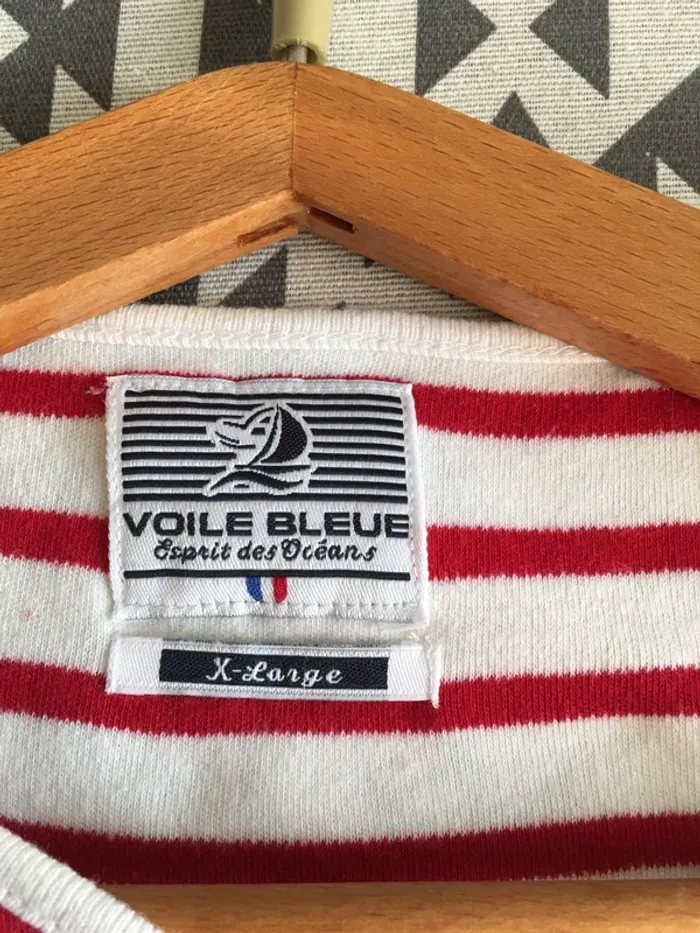 VOILE BLEUE
Esprit des Océans
X-Large